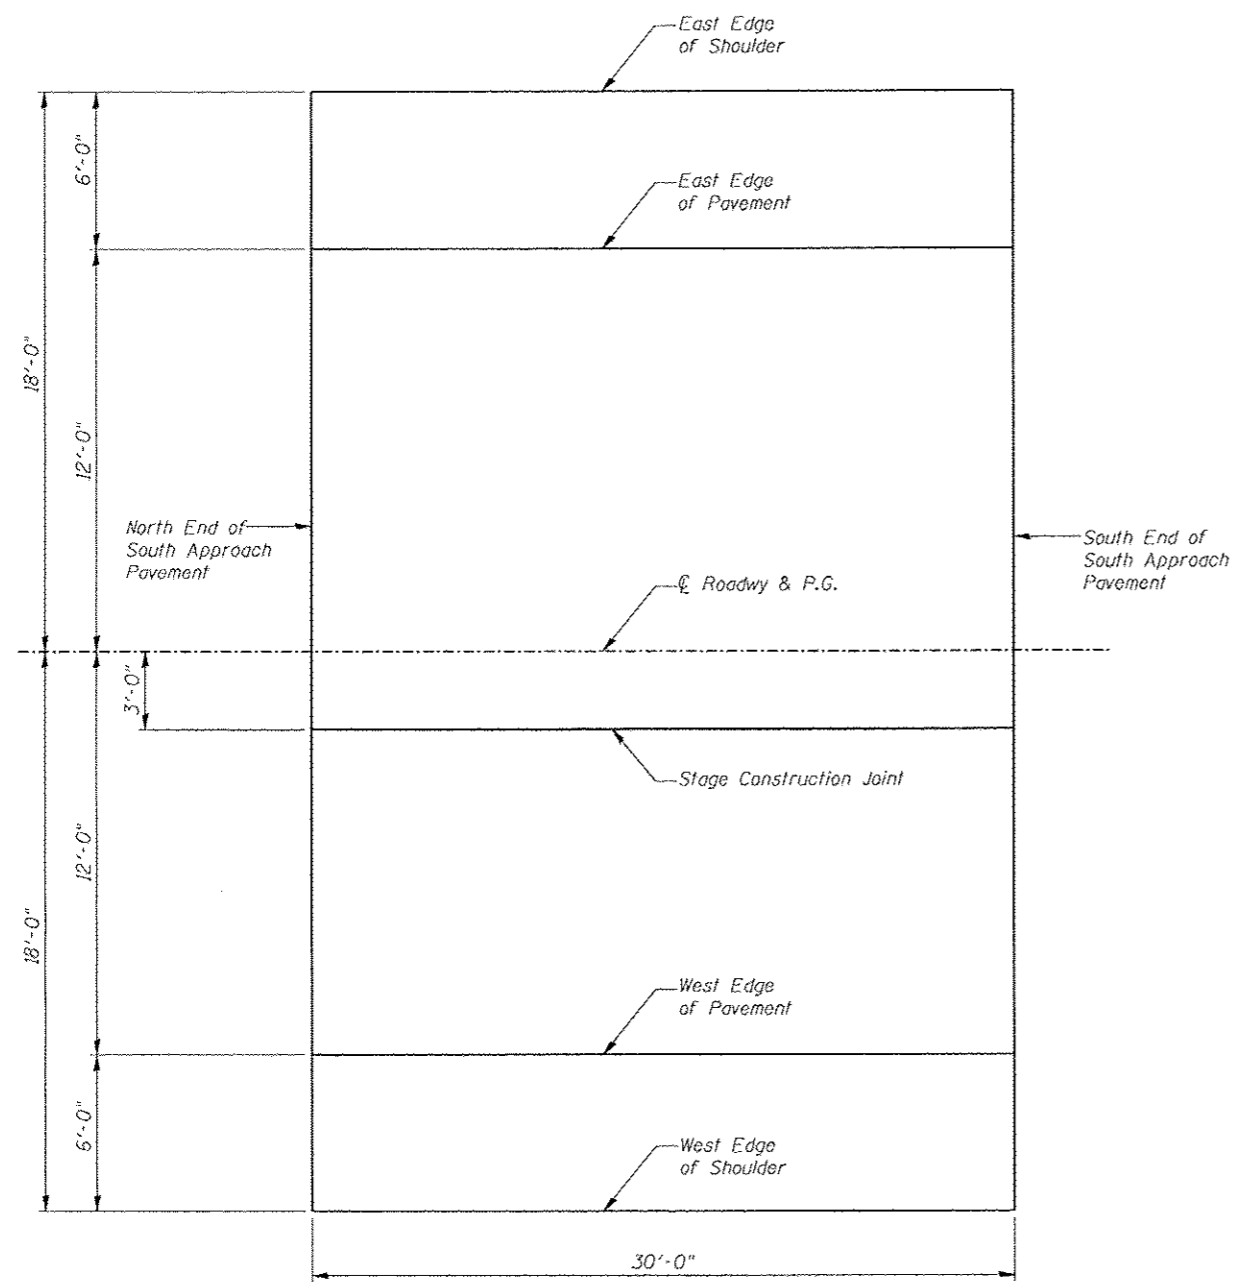 East Edge
of Shoulder
6'-0"
East Edge
of Pavement
18'-0"
12'-0"
North End of
South Approach
Pavement
South End of
South Approach
Pavement
℄ Roadwy & P.G.
3'-0"
Stage Construction Joint
12'-0"
18'-0"
West Edge
of Pavement
6'-0"
West Edge
of Shoulder
30'-0"